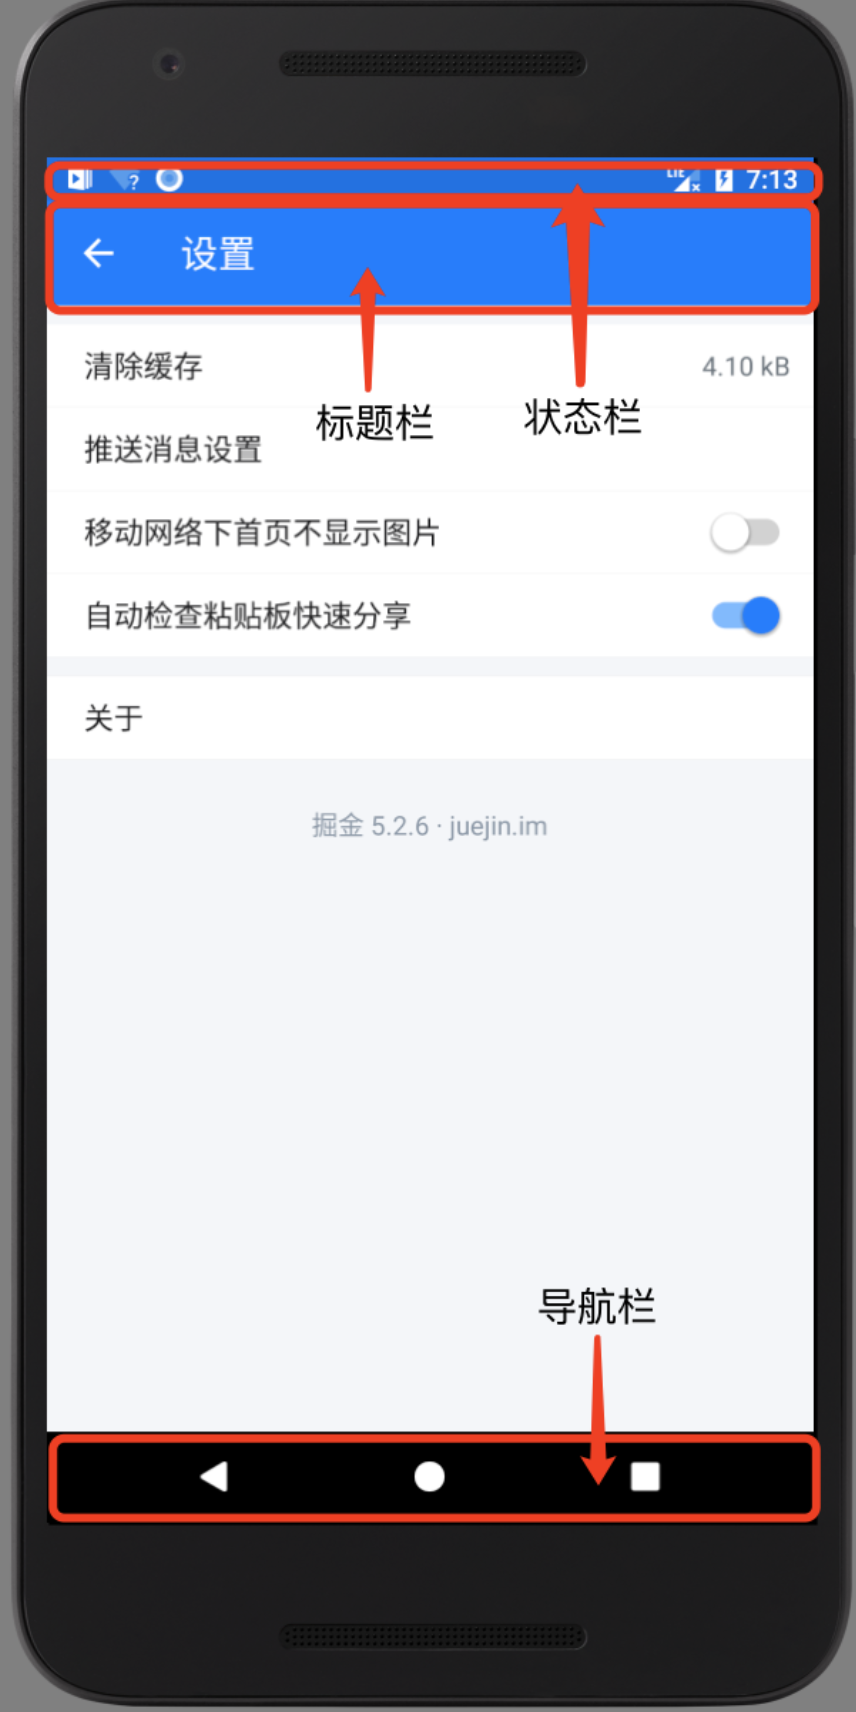 LTE 7:13
设置
清除缓存 4.10 kB
标题栏 状态栏
推送消息设置
移动网络下首页不显示图片
自动检查粘贴板快速分享
关于
掘金 5.2.6 · juejin.im
导航栏